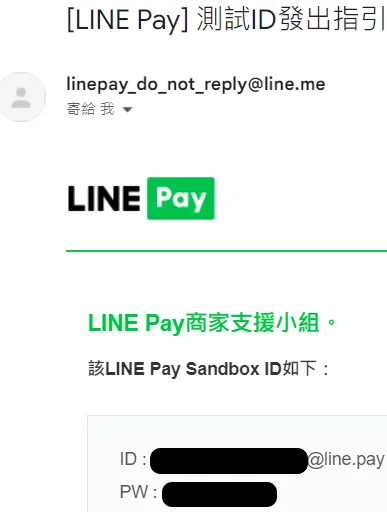 [LINE Pay] 測試ID發出指引
linepay_do_not_reply@line.me
寄給 我
LINE Pay
LINE Pay商家支援小組。
該LINE Pay Sandbox ID如下：
ID : @line.pay
PW :